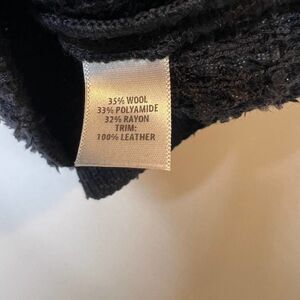 35% WOOL
33% POLYAMIDE
32% RAYON
TRIM:
100% LEATHER